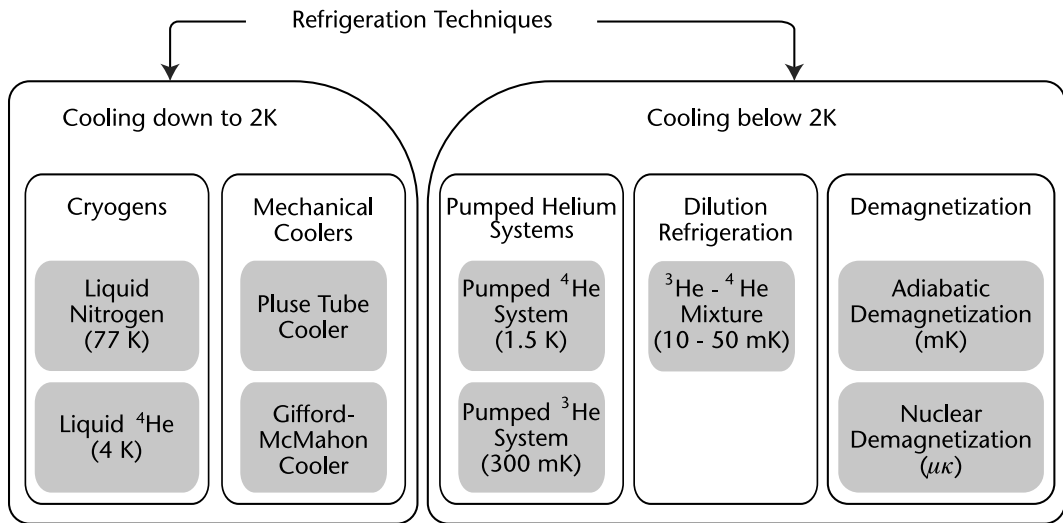 Refrigeration Techniques
Cooling down to 2K
Cryogens
Liquid
Nitrogen
(77 K)
Liquid ⁴He
(4 K)
Mechanical
Coolers
Pluse Tube
Cooler
Gifford-
McMahon
Cooler
Cooling below 2K
Pumped Helium
Systems
Pumped ⁴He
System
(1.5 K)
Pumped ³He
System
(300 mK)
Dilution
Refrigeration
³He - ⁴ He
Mixture
(10 - 50 mK)
Demagnetization
Adiabatic
Demagnetization
(mK)
Nuclear
Demagnetization
(μκ)